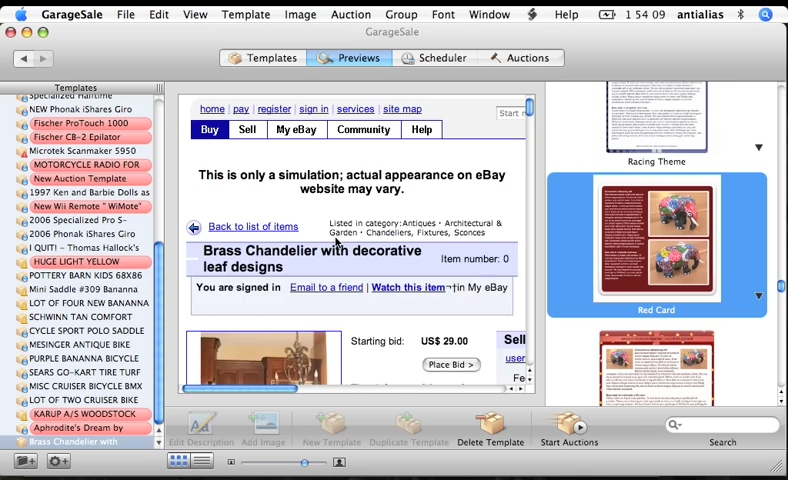 GarageSale File Edit View Template Image Auction Group Font Window Help 1 54 09 antialias
GarageSale
Templates Previews Scheduler Auctions
Templates
Specialized Halftime
NEW Phonak iShares Giro
Fischer ProTouch 1000
Fischer CB-2 Epilator
Microtek Scanmaker 5950
MOTORCYCLE RADIO FOR
New Auction Template
1997 Ken and Barbie Dolls as
New Wii Remote " WiMote"
2006 Specialized Pro S-
2006 Phonak iShares Giro
I QUIT! - Thomas Hallock's
HUGE LIGHT YELLOW
POTTERY BARN KIDS 68X86
Mini Saddle #309 Bananna
LOT OF FOUR NEW BANANNA
SCHWINN TAN COMFORT
CYCLE SPORT POLO SADDLE
MESINGER ANTIQUE BIKE
PURPLE BANANNA BICYCLE
SEARS GO-KART TIRE TURF
MISC CRUISER BICYCLE BMX
LOT OF TWO CRUISER BIKE
KARUP A/S WOODSTOCK
Aphrodite's Dream by
Brass Chandelier with
home | pay | register | sign in | services | site map
Start n
Buy Sell My eBay Community Help
This is only a simulation; actual appearance on eBay
website may vary.
Back to list of items
Listed in category:Antiques • Architectural &
Garden • Chandeliers, Fixtures, Sconces
Brass Chandelier with decorative
leaf designs
Item number: 0
You are signed in Email to a friend | Watch this item¬†in My eBay
Starting bid: US$ 29.00
Sell
user
Place Bid >
Fe
Racing Theme
Red Card
Edit Description Add Image New Template Duplicate Template Delete Template Start Auctions Search